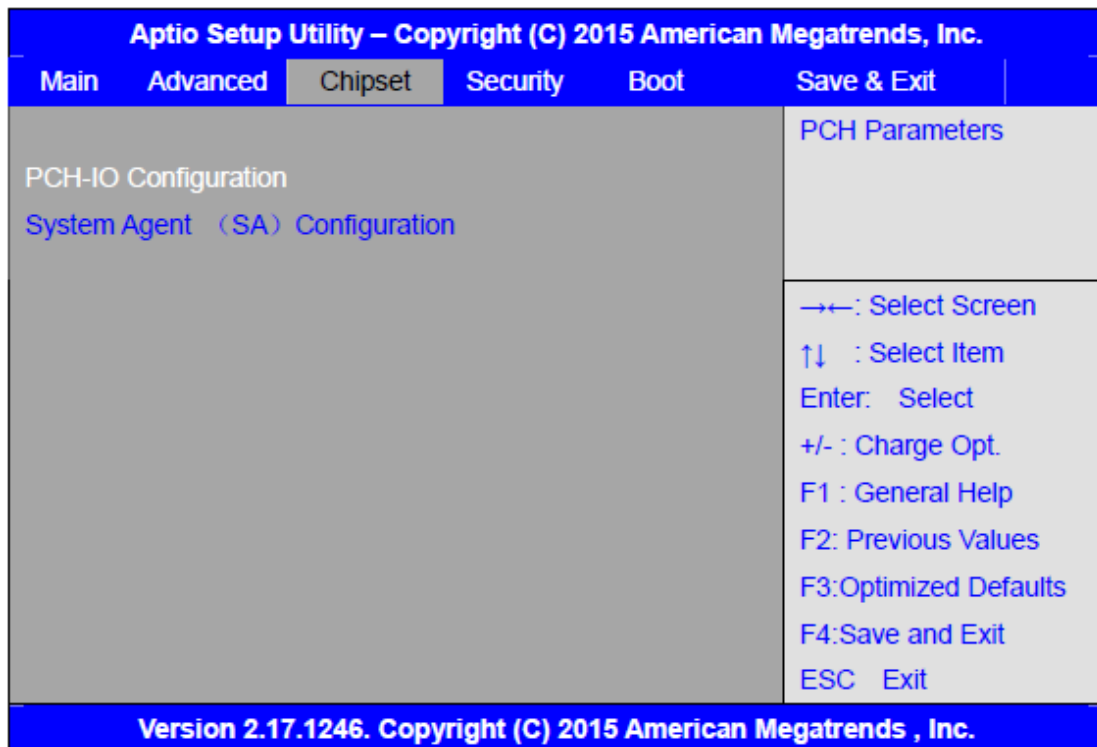 Aptio Setup Utility – Copyright (C) 2015 American Megatrends, Inc.
Main Advanced Chipset Security Boot Save & Exit
PCH-IO Configuration
System Agent （SA）Configuration
PCH Parameters
→←: Select Screen
↑↓ : Select Item
Enter: Select
+/- : Charge Opt.
F1 : General Help
F2: Previous Values
F3:Optimized Defaults
F4:Save and Exit
ESC Exit
Version 2.17.1246. Copyright (C) 2015 American Megatrends , Inc.